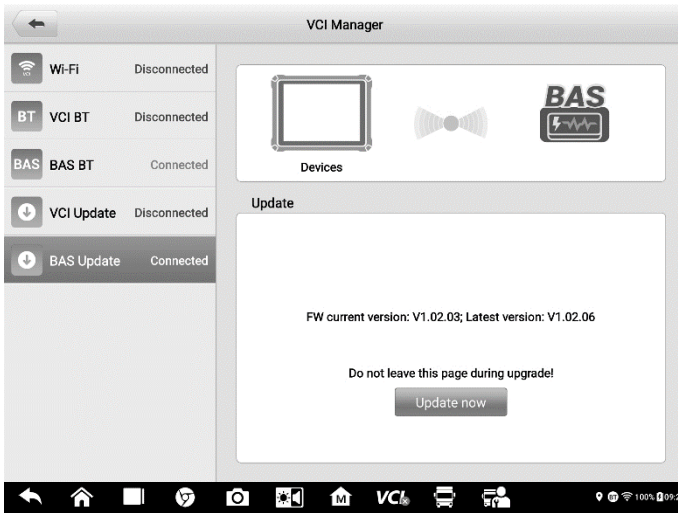 VCI Manager
VCI
Wi-Fi Disconnected
BT VCI BT Disconnected
BAS BAS BT Connected
VCI Update Disconnected
BAS Update Connected
BAS
Devices
Update
FW current version: V1.02.03; Latest version: V1.02.06
Do not leave this page during upgrade!
Update now
M VCI BT 100%